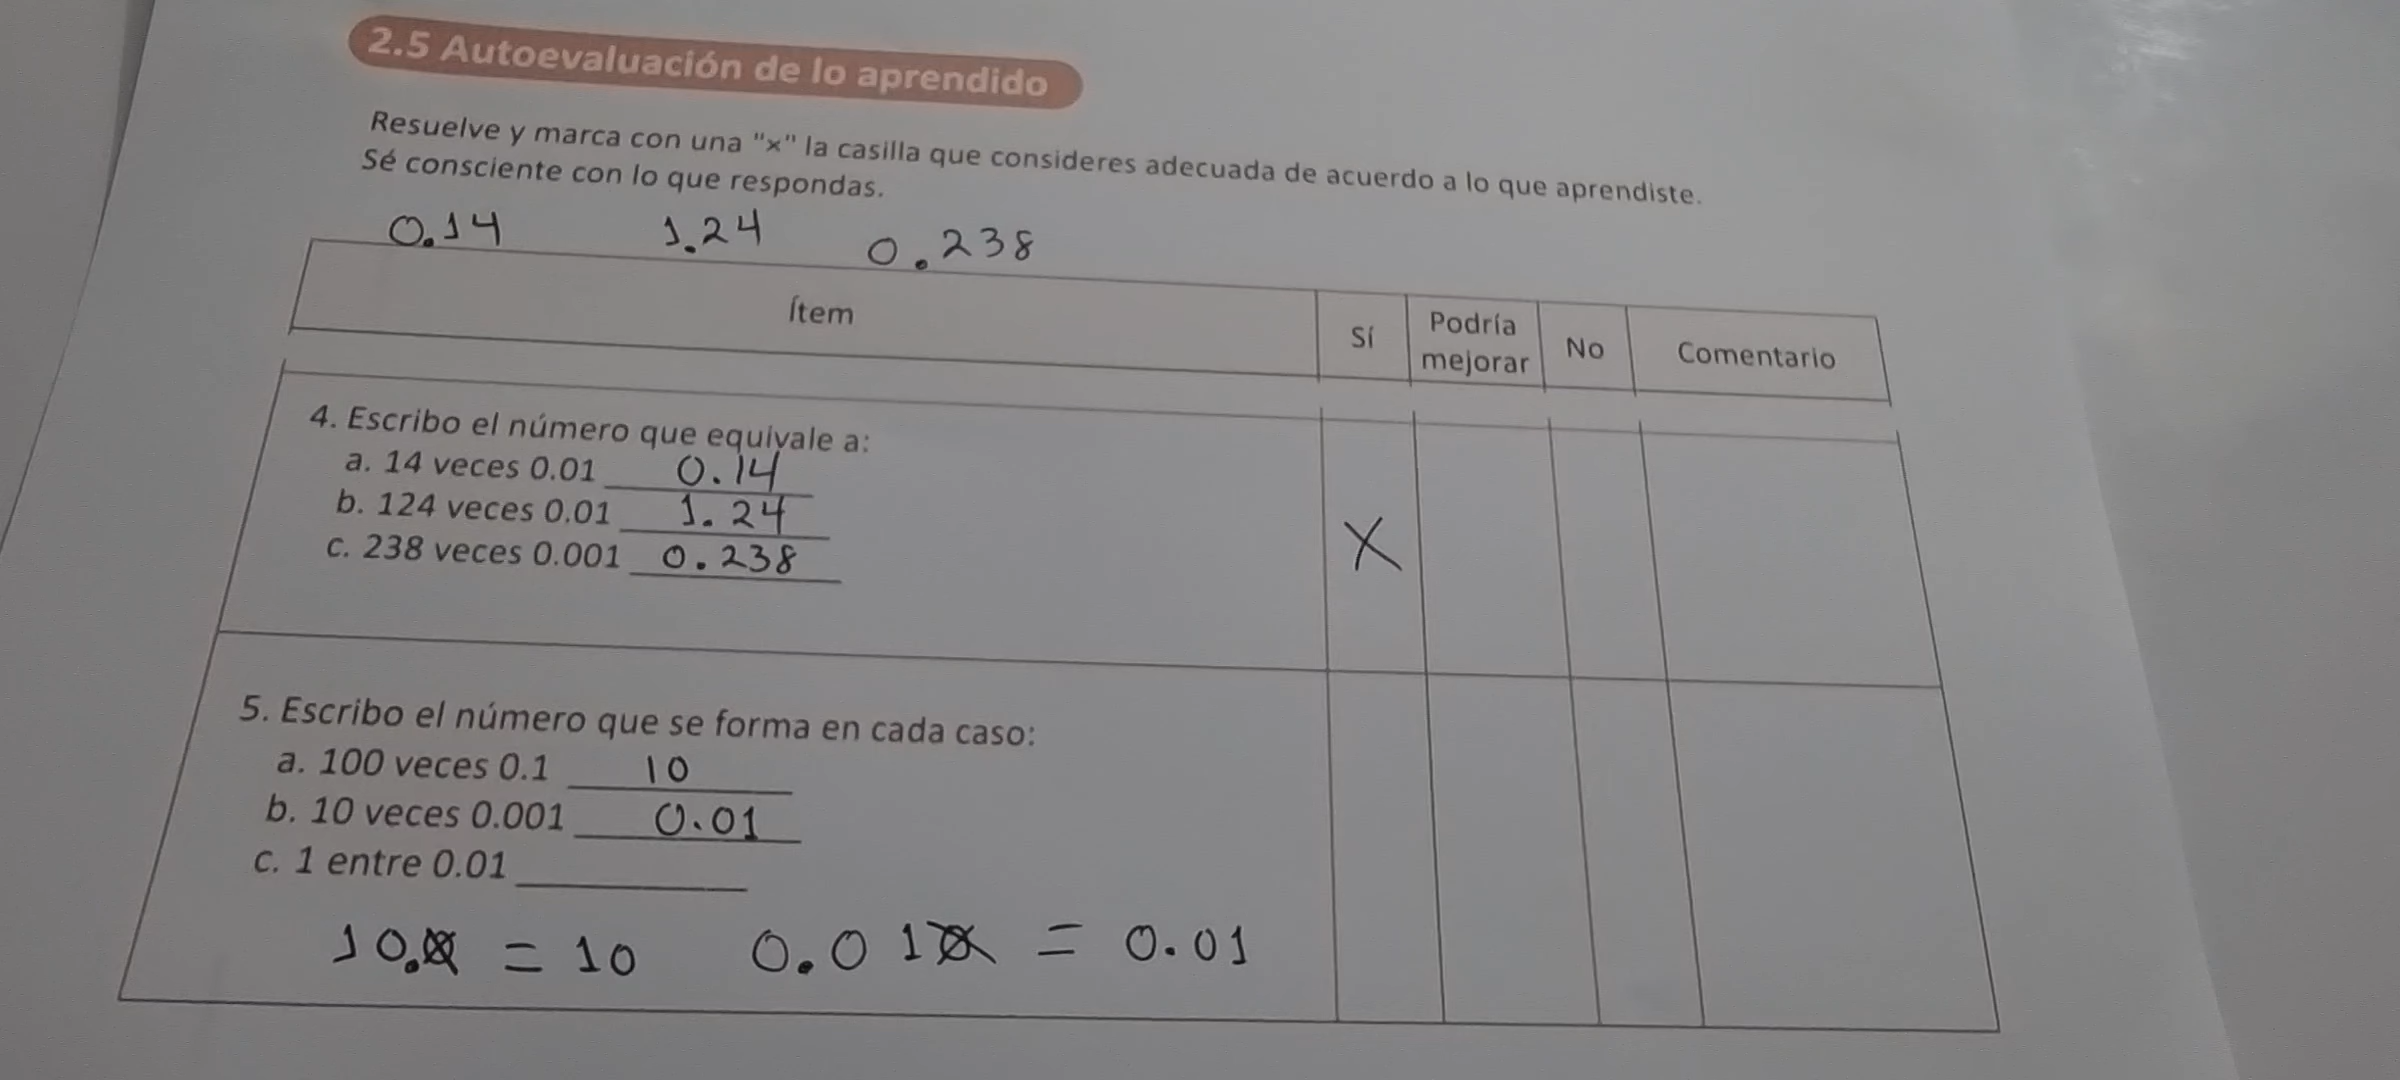 2.5 Autoevaluación de lo aprendido
Resuelve y marca con una "x" la casilla que consideres adecuada de acuerdo a lo que aprendiste.
Sé consciente con lo que respondas.
0.14 1.24 0.238
Ítem Sí Podría mejorar No Comentario
4. Escribo el número que equivale a:
a. 14 veces 0.01 0.14
b. 124 veces 0.01 1.24
c. 238 veces 0.001 0.238
X
5. Escribo el número que se forma en cada caso:
a. 100 veces 0.1 10
b. 10 veces 0.001 0.01
c. 1 entre 0.01
10.0 = 10 0.010 = 0.01